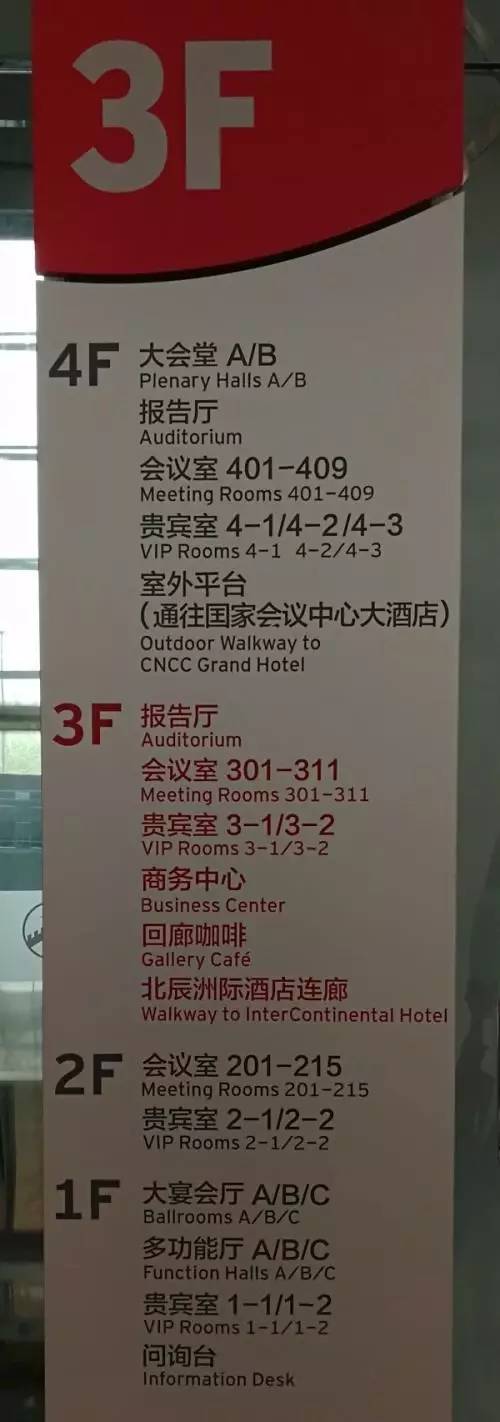 3F
4F 大会堂 A/B
Plenary Halls A/B
报告厅
Auditorium
会议室 401-409
Meeting Rooms 401-409
贵宾室 4-1/4-2/4-3
VIP Rooms 4-1 4-2/4-3
室外平台
(通往国家会议中心大酒店)
Outdoor Walkway to
CNCC Grand Hotel
3F 报告厅
Auditorium
会议室 301-311
Meeting Rooms 301-311
贵宾室 3-1/3-2
VIP Rooms 3-1/3-2
商务中心
Business Center
回廊咖啡
Gallery Café
北辰洲际酒店连廊
Walkway to InterContinental Hotel
2F 会议室 201-215
Meeting Rooms 201-215
贵宾室 2-1/2-2
VIP Rooms 2-1/2-2
1F 大宴会厅 A/B/C
Ballrooms A/B/C
多功能厅 A/B/C
Function Halls A/B/C
贵宾室 1-1/1-2
VIP Rooms 1-1/1-2
问询台
Information Desk